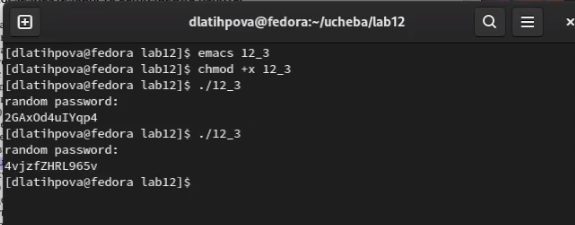 dlatihpova@fedora:~/ucheba/lab12
[dlatihpova@fedora lab12]$ emacs 12_3
[dlatihpova@fedora lab12]$ chmod +x 12_3
[dlatihpova@fedora lab12]$ ./12_3
random password:
2GAxOd4uIYqp4
[dlatihpova@fedora lab12]$ ./12_3
random password:
4vjzfZHRL965v
[dlatihpova@fedora lab12]$